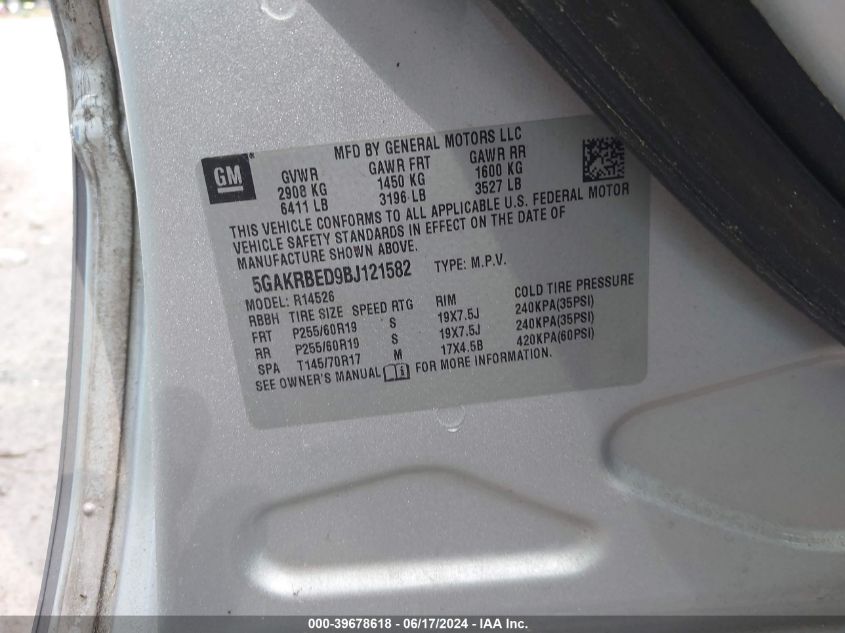 MFD BY GENERAL MOTORS LLC
GM
GVWR GAWR FRT GAWR RR
2908 KG 1450 KG 1600 KG
6411 LB 3196 LB 3527 LB
THIS VEHICLE CONFORMS TO ALL APPLICABLE U.S. FEDERAL MOTOR
VEHICLE SAFETY STANDARDS IN EFFECT ON THE DATE OF
MANUFACTURE SHOWN ABOVE.
5GAKRBED9BJ121582 TYPE: M.P.V.
MODEL: R14526
RBBH TIRE SIZE SPEED RTG RIM COLD TIRE PRESSURE
FRT P255/60R19 S 19X7.5J 240KPA(35PSI)
RR P255/60R19 S 19X7.5J 240KPA(35PSI)
SPA T145/70R17 M 17X4.5B 420KPA(60PSI)
SEE OWNER'S MANUAL FOR MORE INFORMATION.
000-39678618 - 06/17/2024 - IAA Inc.